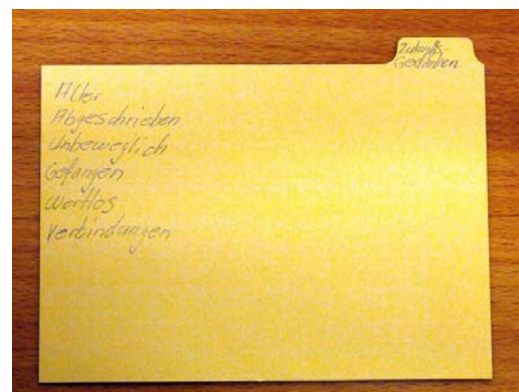 Zukunfts-
Gedanken
Alter
Abgeschrieben
Unbeweglich
Gefangen
Wertlos
Verbindungen